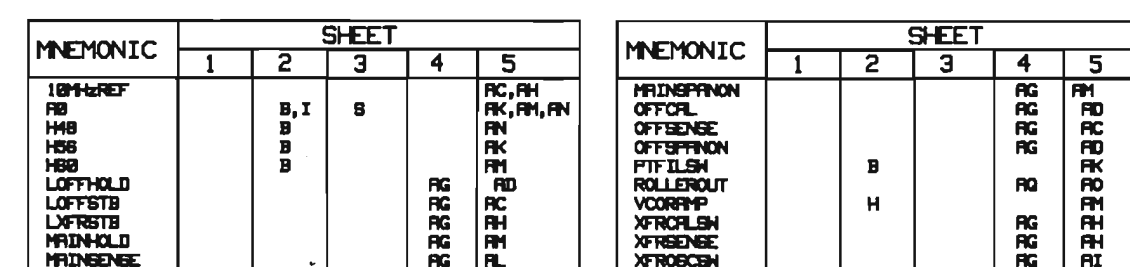 MNEMONIC SHEET
1 2 3 4 5
10MHzREF AC,AH
A0 B,I S AK,AM,AN
H48 B AN
H56 B AK
H80 B AM
LOFFHOLD AG AD
LOFFSTB AG AC
LXFRSTB AG AH
MAINHOLD AG AM
MAINSENSE AG AL
MNEMONIC SHEET
1 2 3 4 5
MAINSPANON AG AM
OFFCAL AG AD
OFFSENSE AG AC
OFFSPANON AG AD
PTFILSW B AK
ROLLEROUT AQ AO
VCORAMP H AM
XFRCALSW AG AH
XFRSENSE AG AH
XFROSCSW AG AI